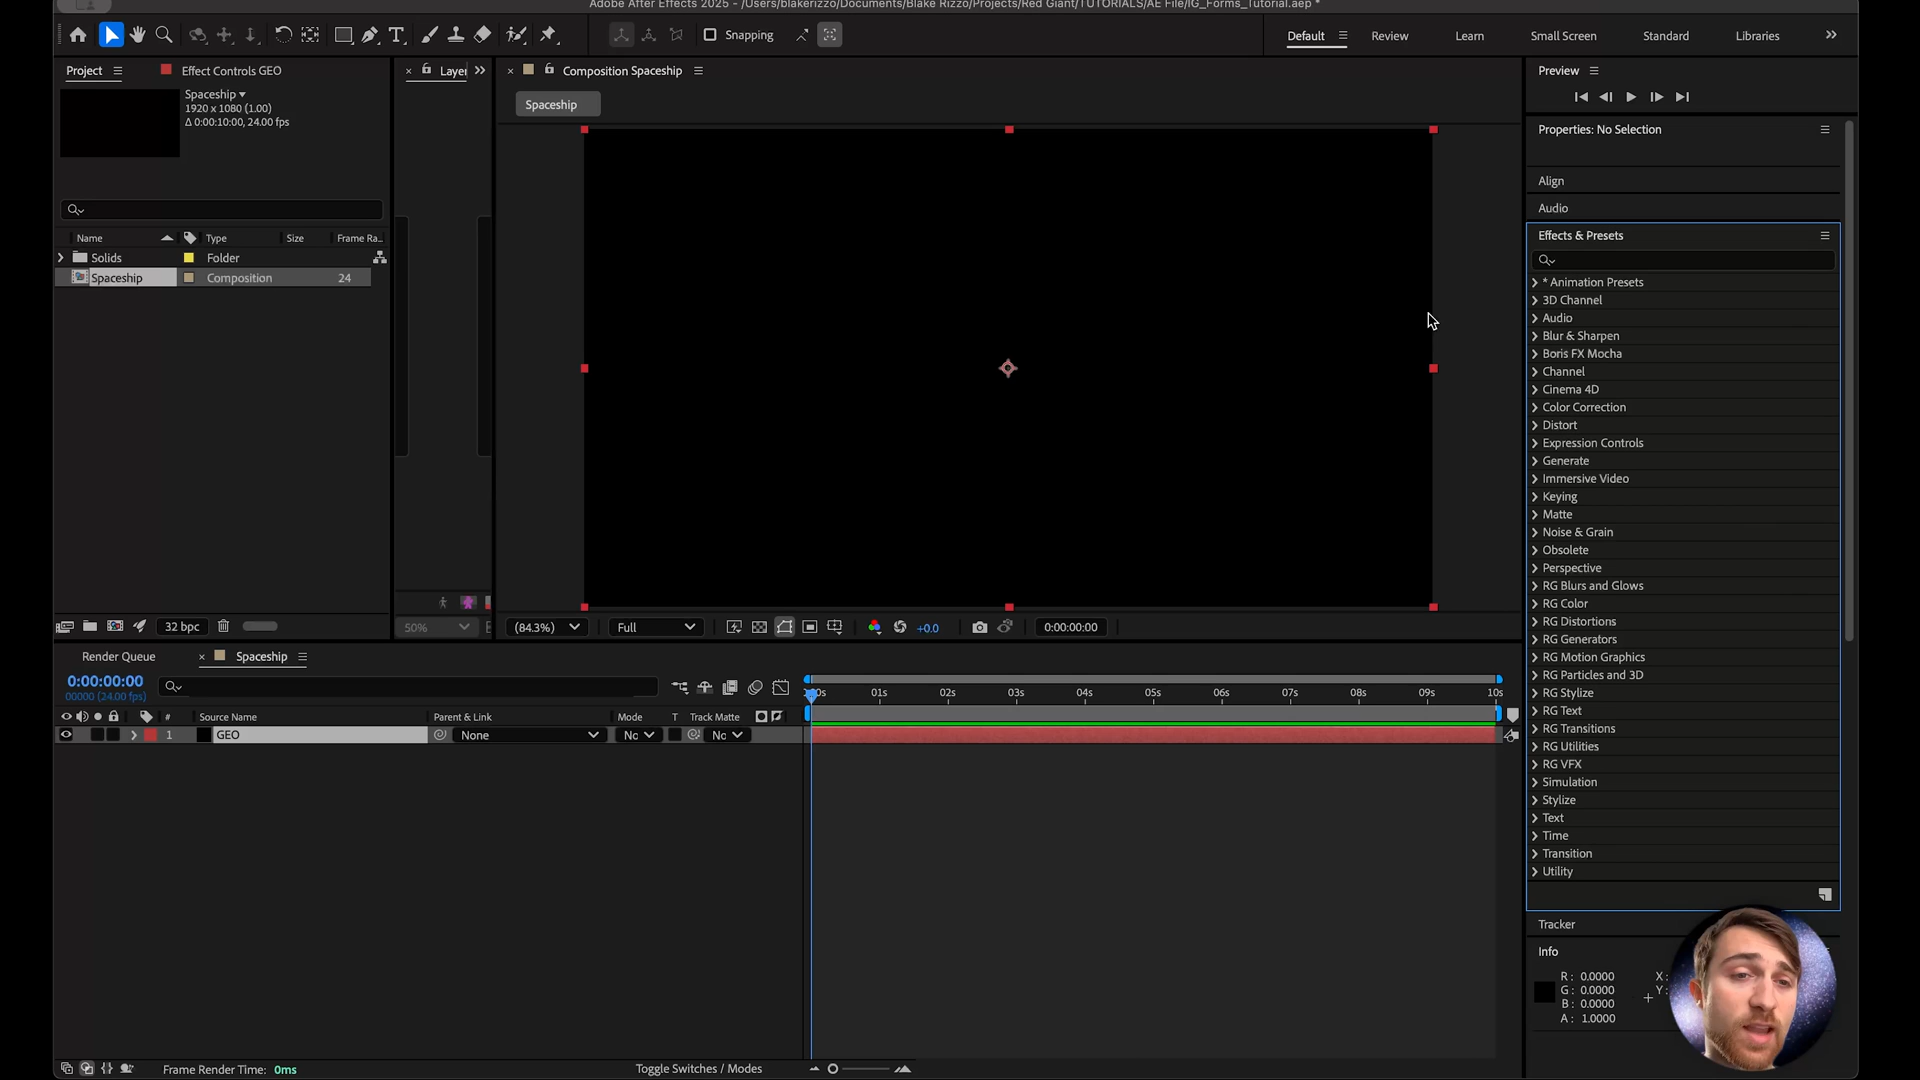 Adobe After Effects 2025 - /Users/blakerizzo/Documents/Blake Rizzo/Projects/Red Giant/TUTORIALS/AE File/IG_Forms_Tutorial.aep *
Snapping
Default
Review
Learn
Small Screen
Standard
Libraries
Project
Effect Controls GEO
Layer
Composition Spaceship
Preview
Spaceship
1920 x 1080 (1.00)
Δ 0:00:10:00, 24.00 fps
Spaceship
Properties: No Selection
Align
Audio
Effects & Presets
Name
Type
Size
Frame Ra...
Solids
Folder
Spaceship
Composition
24
* Animation Presets
3D Channel
Audio
Blur & Sharpen
Boris FX Mocha
Channel
Cinema 4D
Color Correction
Distort
Expression Controls
Generate
Immersive Video
Keying
Matte
Noise & Grain
Obsolete
Perspective
RG Blurs and Glows
RG Color
RG Distortions
RG Generators
RG Motion Graphics
RG Particles and 3D
RG Stylize
RG Text
RG Transitions
RG Utilities
RG VFX
Simulation
Stylize
Text
Time
Transition
Utility
32 bpc
50%
(84.3%)
Full
+0.0
0:00:00:00
Render Queue
Spaceship
0:00:00:00
00000 (24.00 fps)
01s
02s
03s
04s
05s
06s
07s
08s
09s
10s
#
Source Name
Parent & Link
Mode
T
Track Matte
1
GEO
None
Nc
Nc
Tracker
Info
R: 0.0000
G: 0.0000
B: 0.0000
A: 1.0000
X:
Y:
Frame Render Time: 0ms
Toggle Switches / Modes